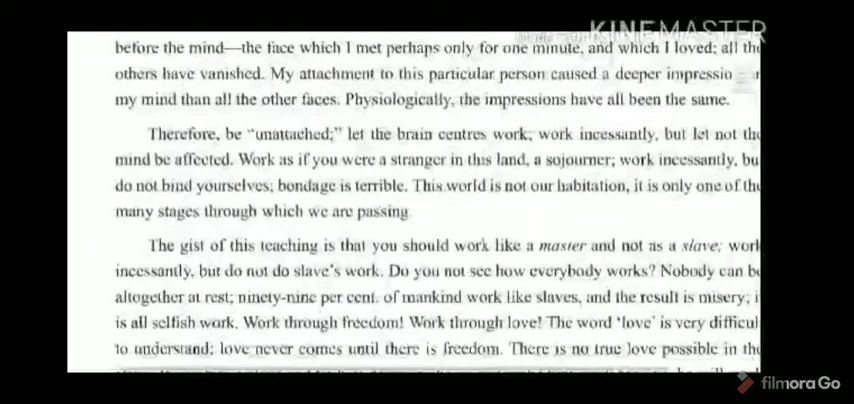 KINEMASTER
before the mind—the face which I met perhaps only for one minute, and which I loved; all the
others have vanished. My attachment to this particular person caused a deeper impressio
my mind than all the other faces. Physiologically, the impressions have all been the same.
Therefore, be "unattached;" let the brain centres work; work incessantly, but let not the
mind be affected. Work as if you were a stranger in this land, a sojourner; work incessantly, bu
do not bind yourselves; bondage is terrible. This world is not our habitation, it is only one of the
many stages through which we are passing
The gist of this teaching is that you should work like a master and not as a slave; work
incessantly, but do not do slave's work. Do you not see how everybody works? Nobody can be
altogether at rest; ninety-nine per cent. of mankind work like slaves, and the result is misery; i
is all selfish work. Work through freedom! Work through love! The word 'love' is very difficul
to understand; love never comes until there is freedom. There is no true love possible in the
filmora Go